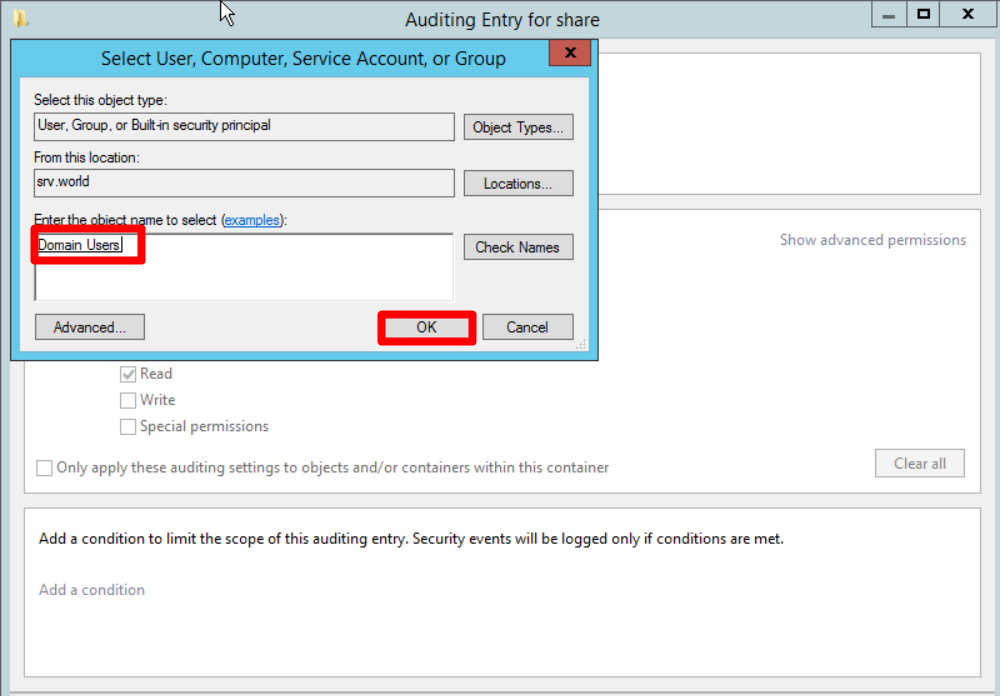 Auditing Entry for share
Select User, Computer, Service Account, or Group
Select this object type:
User, Group, or Built-in security principal
Object Types...
From this location:
srv.world
Locations...
Enter the object name to select (examples):
Domain Users
Check Names
Advanced...
OK
Cancel
Show advanced permissions
Read
Write
Special permissions
Only apply these auditing settings to objects and/or containers within this container
Clear all
Add a condition to limit the scope of this auditing entry. Security events will be logged only if conditions are met.
Add a condition